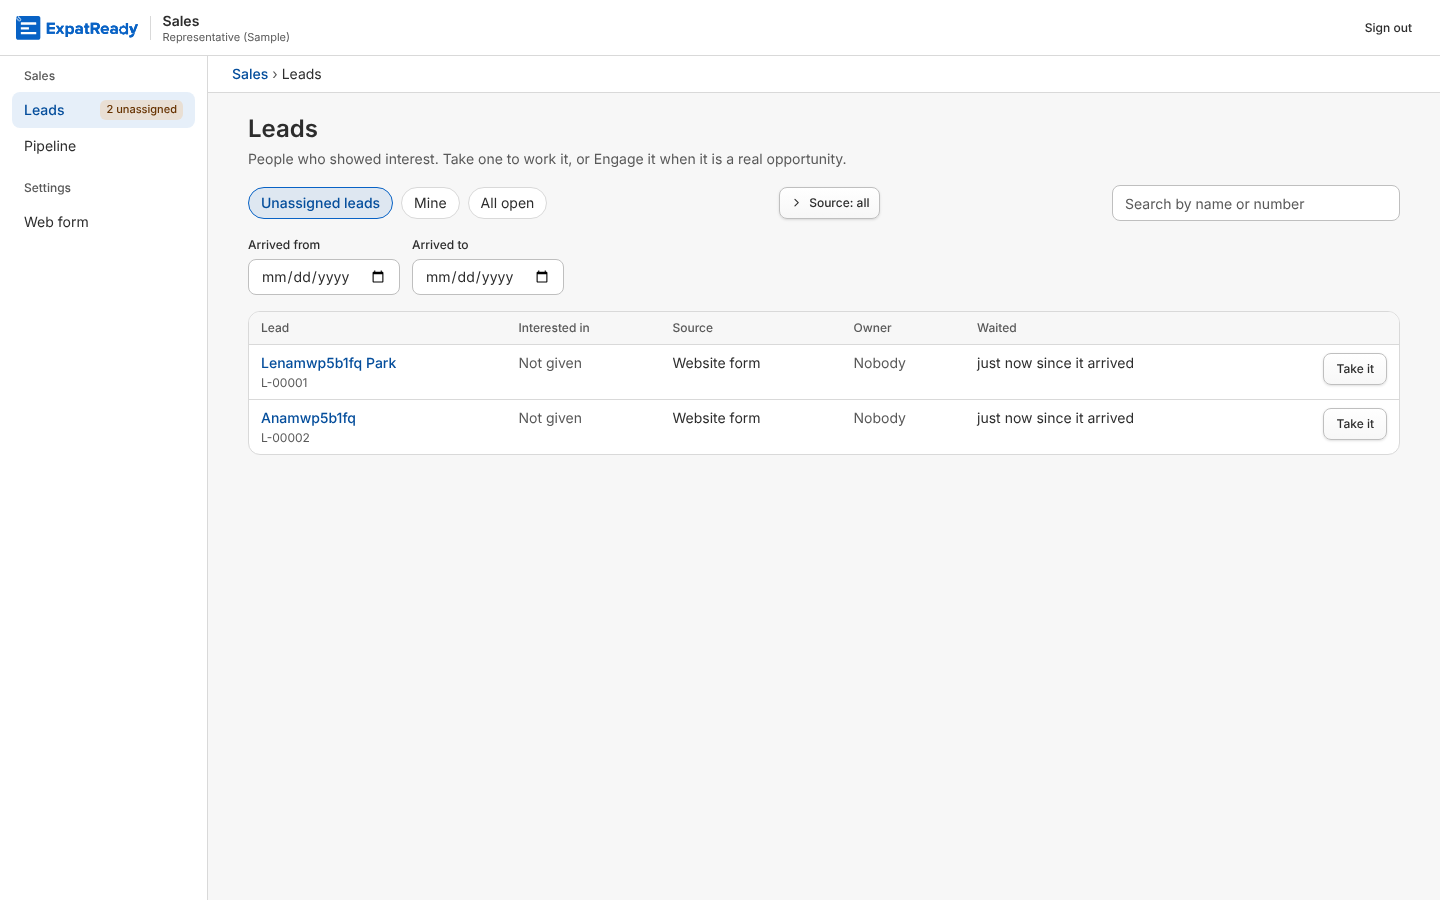 ExpatReady
Sales
Representative (Sample)
Sign out
Sales
Leads
2 unassigned
Pipeline
Settings
Web form
Sales › Leads
Leads
People who showed interest. Take one to work it, or Engage it when it is a real opportunity.
Unassigned leads
Mine
All open
Source: all
Search by name or number
Arrived from
Arrived to
mm/dd/yyyy
mm/dd/yyyy
Lead Interested in Source Owner Waited
Lenamwp5b1fq Park Not given Website form Nobody just now since it arrived Take it
L-00001
Anamwp5b1fq Not given Website form Nobody just now since it arrived Take it
L-00002